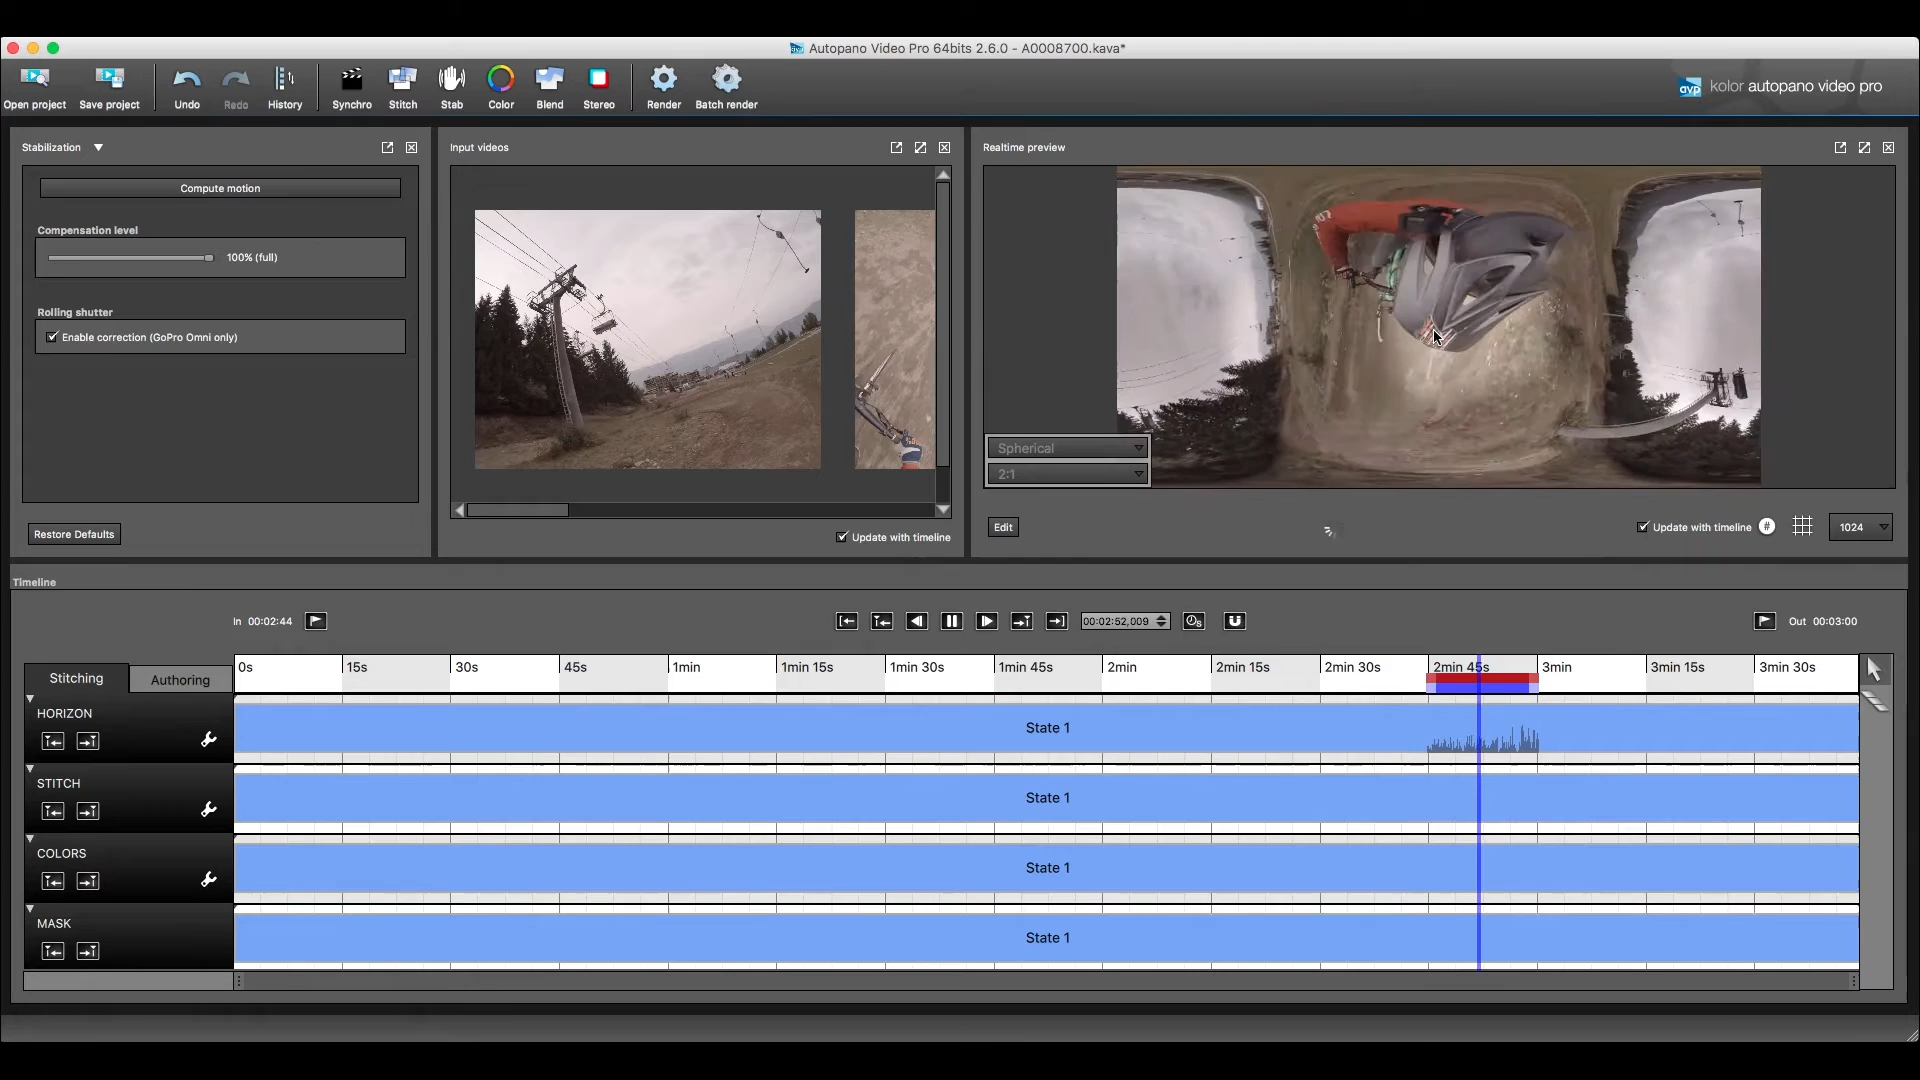 Autopano Video Pro 64bits 2.6.0 - A0008700.kava*
Open project
Save project
Undo
Redo
History
Synchro
Stitch
Stab
Color
Blend
Stereo
Render
Batch render
avp
kolor autopano video pro
Stabilization
Compute motion
Compensation level
100% (full)
Rolling shutter
Enable correction (GoPro Omni only)
Restore Defaults
Input videos
Update with timeline
Realtime preview
Spherical
2:1
Edit
Update with timeline
#
1024
Timeline
In 00:02:44
00:02:52,009
Out 00:03:00
Stitching
Authoring
0s
15s
30s
45s
1min
1min 15s
1min 30s
1min 45s
2min
2min 15s
2min 30s
2min 45s
3min
3min 15s
3min 30s
HORIZON
State 1
STITCH
State 1
COLORS
State 1
MASK
State 1